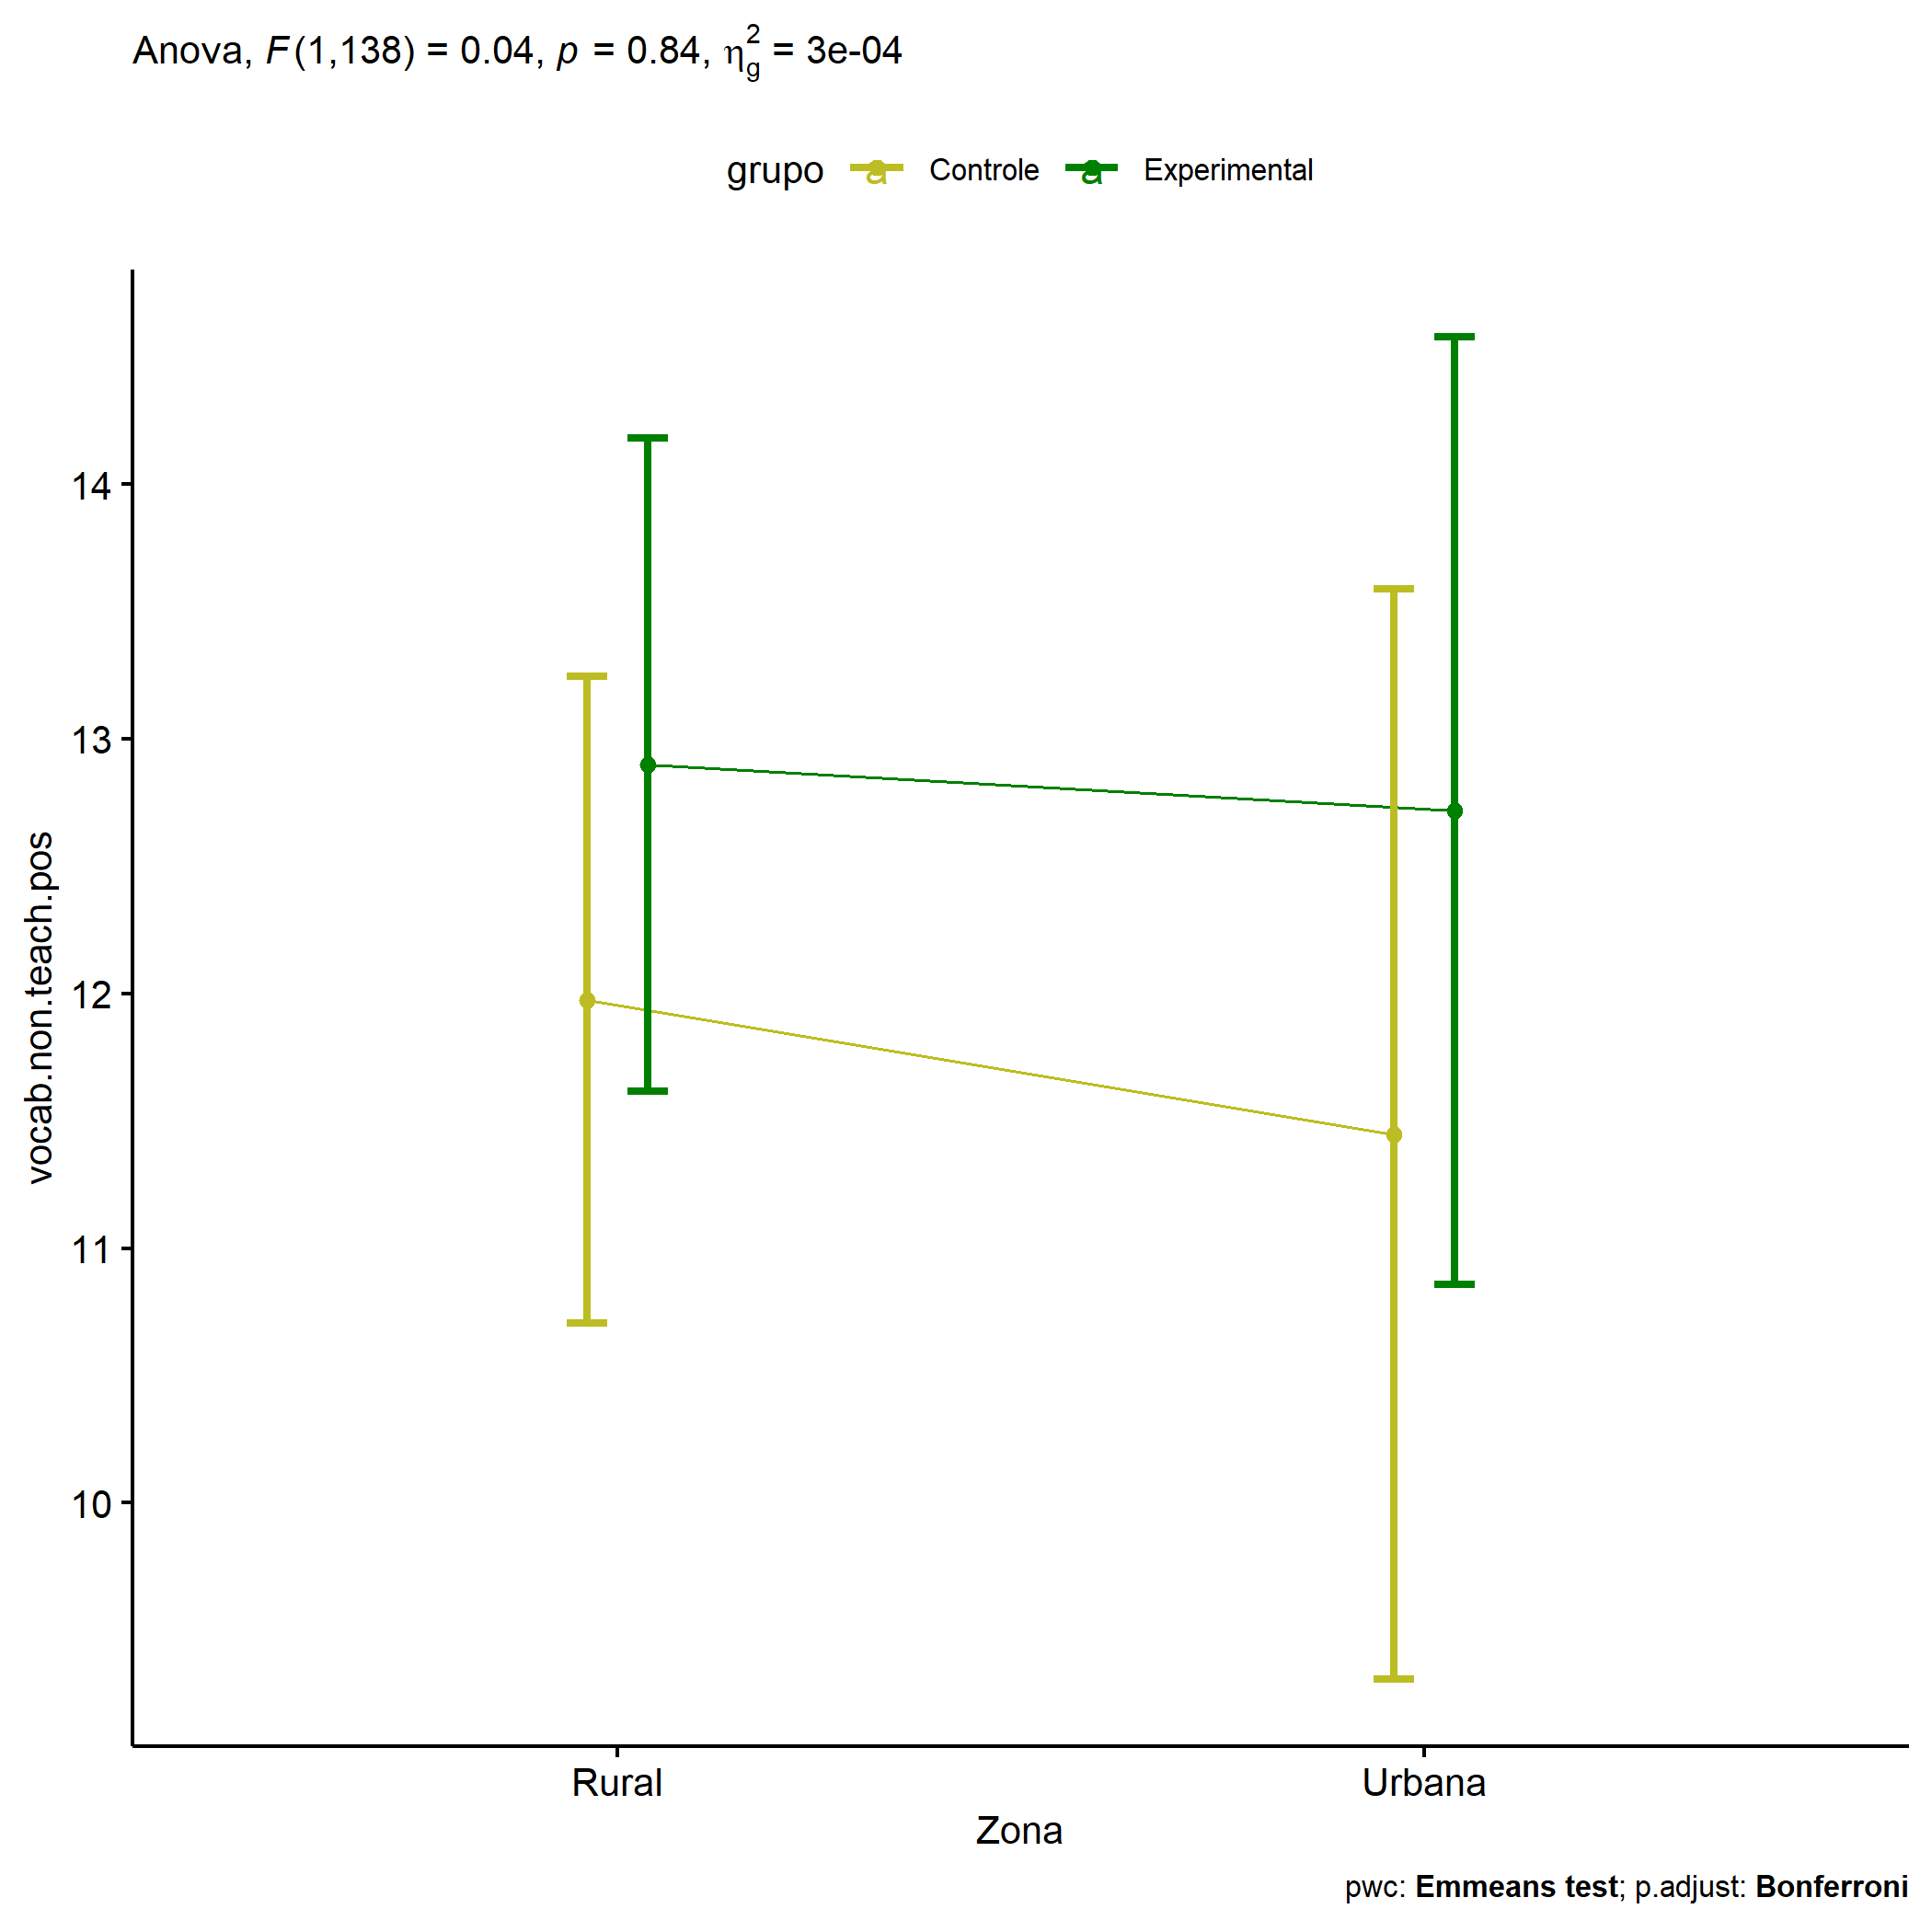 Anova, F(1,138) = 0.04, p = 0.84, η²g = 3e-04
grupo a Controle a Experimental
14
13
12
11
10
vocab.non.teach.pos
Rural Urbana
Zona
pwc: Emmeans test; p.adjust: Bonferroni